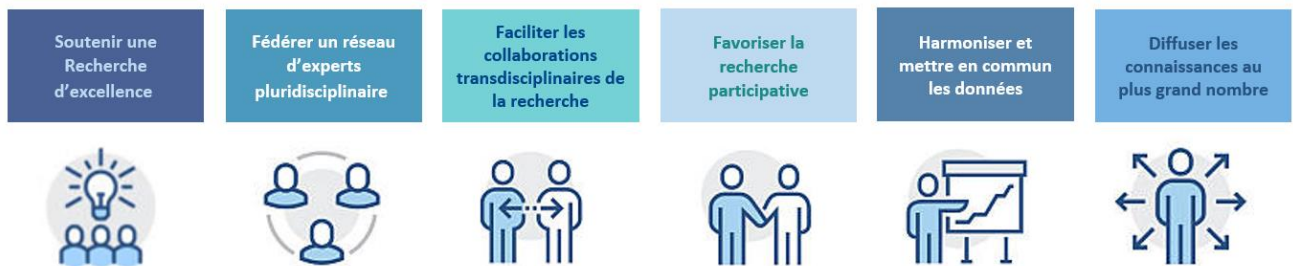 Soutenir une
Recherche
d'excellence
Fédérer un réseau
d'experts
pluridisciplinaire
Faciliter les
collaborations
transdisciplinaires de
la recherche
Favoriser la
recherche
participative
Harmoniser et
mettre en commun
les données
Diffuser les
connaissances au
plus grand nombre